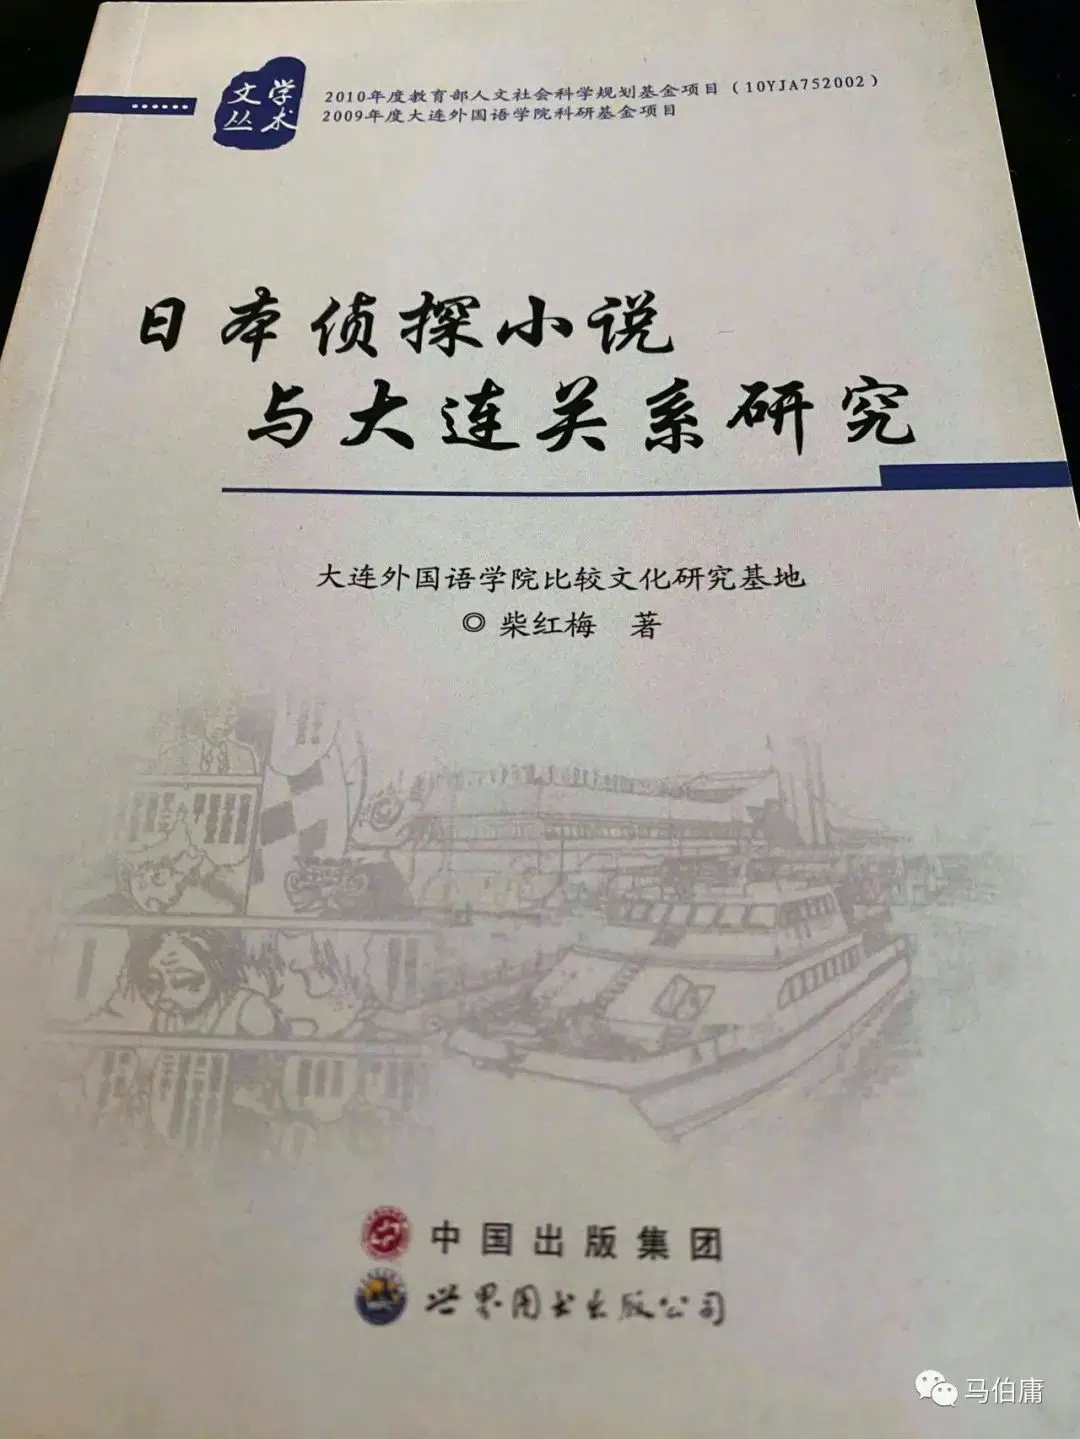 文学
丛术
2010年度教育部人文社会科学规划基金项目（10YJA752002）
2009年度大连外国语学院科研基金项目
日本侦探小说
与大连关系研究
大连外国语学院比较文化研究基地
◎ 柴红梅 著
中国出版集团
世界图书出版公司
马伯庸